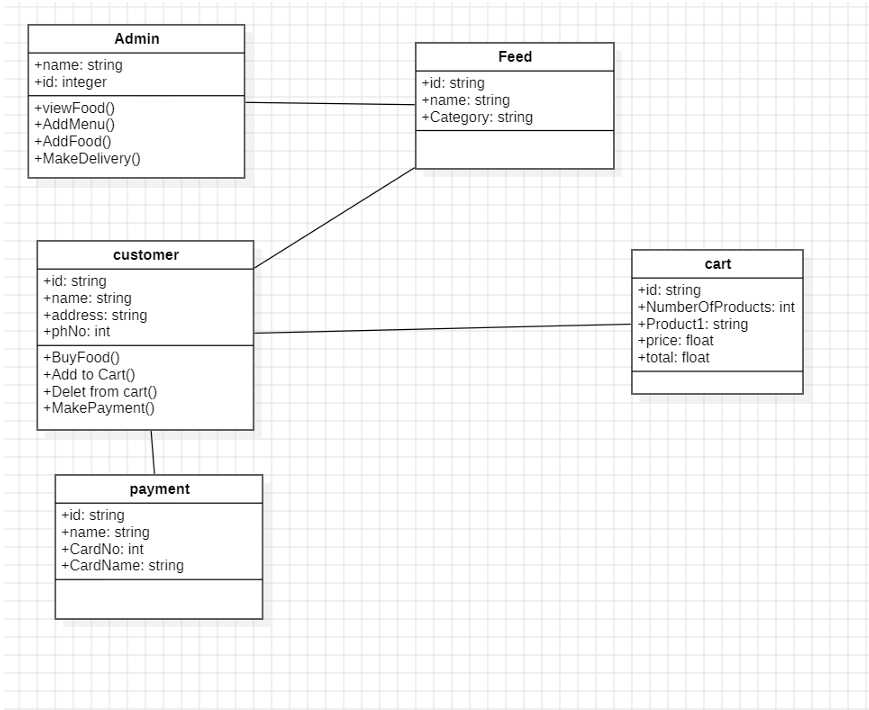 Admin
+name: string
+id: integer
+viewFood()
+AddMenu()
+AddFood()
+MakeDelivery()
Feed
+id: string
+name: string
+Category: string
customer
+id: string
+name: string
+address: string
+phNo: int
+BuyFood()
+Add to Cart()
+Delet from cart()
+MakePayment()
cart
+id: string
+NumberOfProducts: int
+Product1: string
+price: float
+total: float
payment
+id: string
+name: string
+CardNo: int
+CardName: string